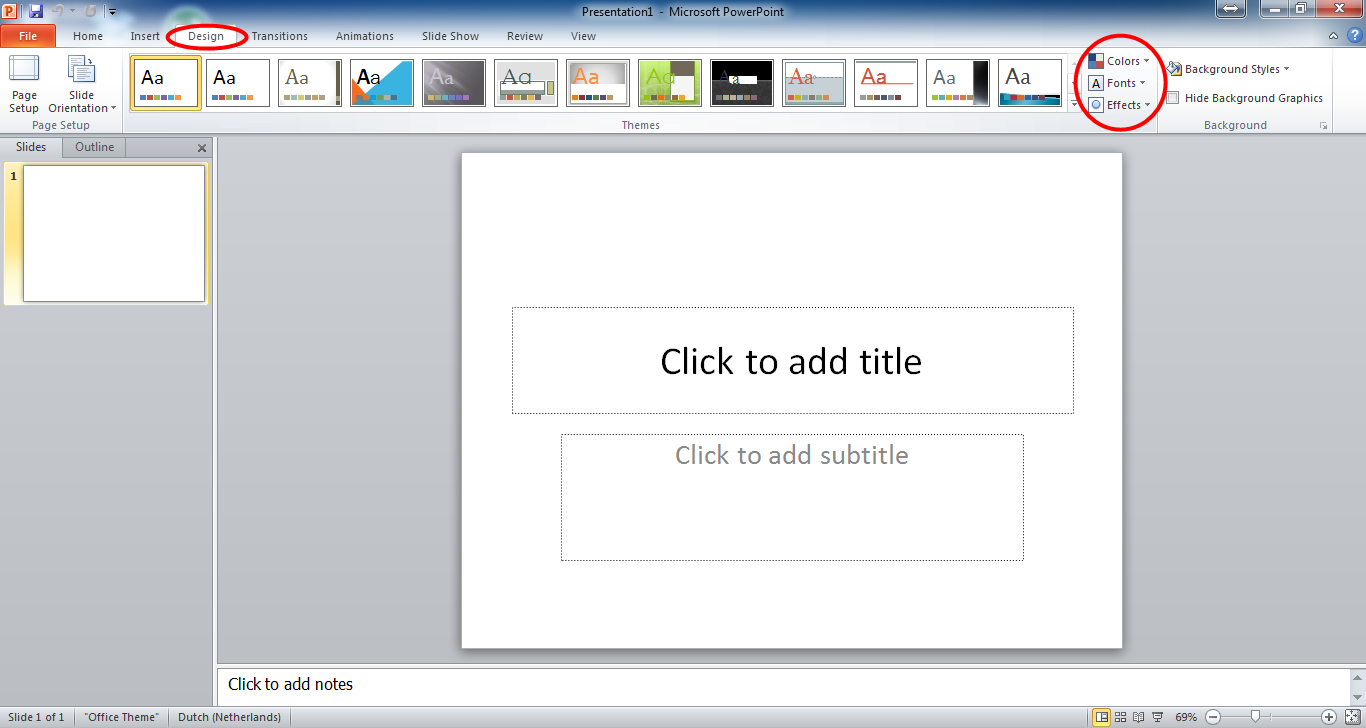 Presentation1 - Microsoft PowerPoint
File Home Insert Design Transitions Animations Slide Show Review View
Page Setup
Slide Orientation
Page Setup
Aa Aa Aa Aa Aa Aa Aa Aa Aa Aa Aa Aa Aa
Themes
Colors
Fonts
Effects
Background Styles
Hide Background Graphics
Background
Slides Outline
1
Click to add title
Click to add subtitle
Click to add notes
Slide 1 of 1 "Office Theme" Dutch (Netherlands) 69%